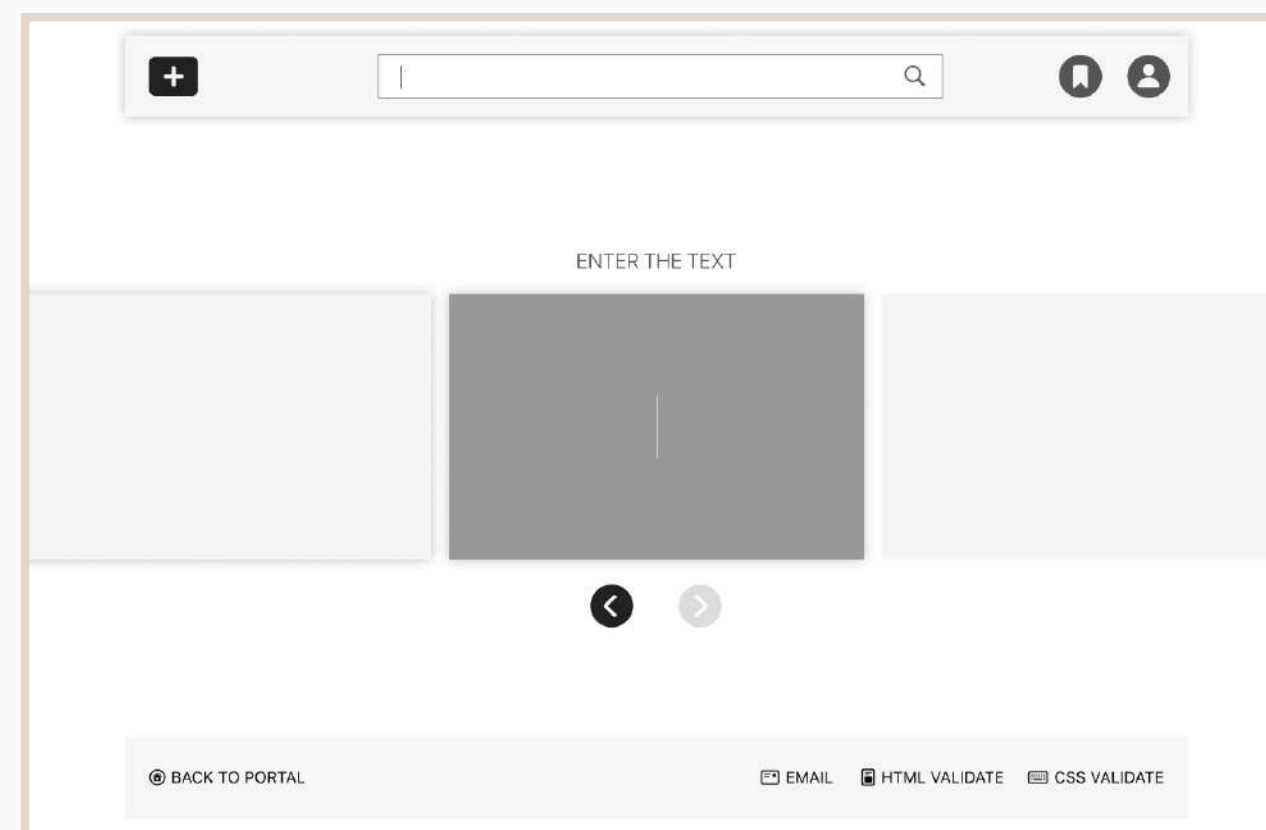 ENTER THE TEXT
BACK TO PORTAL
EMAIL
HTML VALIDATE
CSS VALIDATE